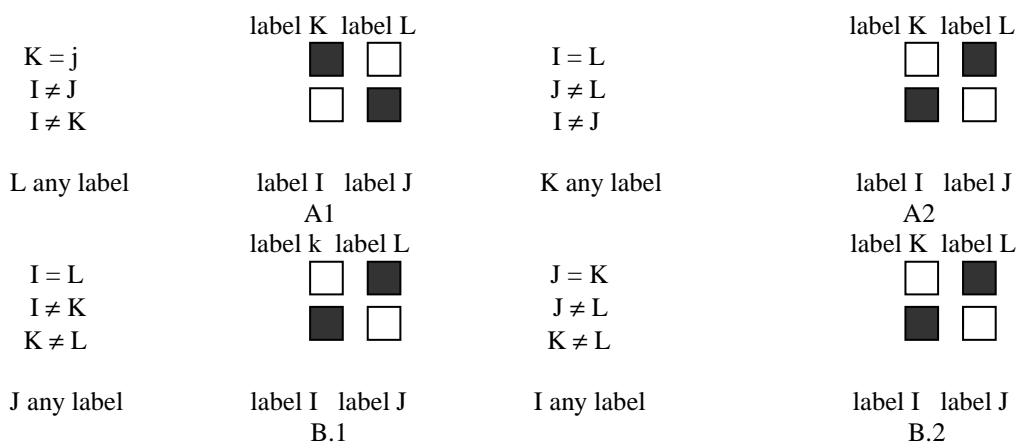 label K label L
K = j
I ≠ J
I ≠ K
L any label
label I label J
A1
label K label L
I = L
J ≠ L
I ≠ J
K any label
label I label J
A2
label k label L
I = L
I ≠ K
K ≠ L
J any label
label I label J
B.1
label K label L
J = K
J ≠ L
K ≠ L
I any label
label I label J
B.2